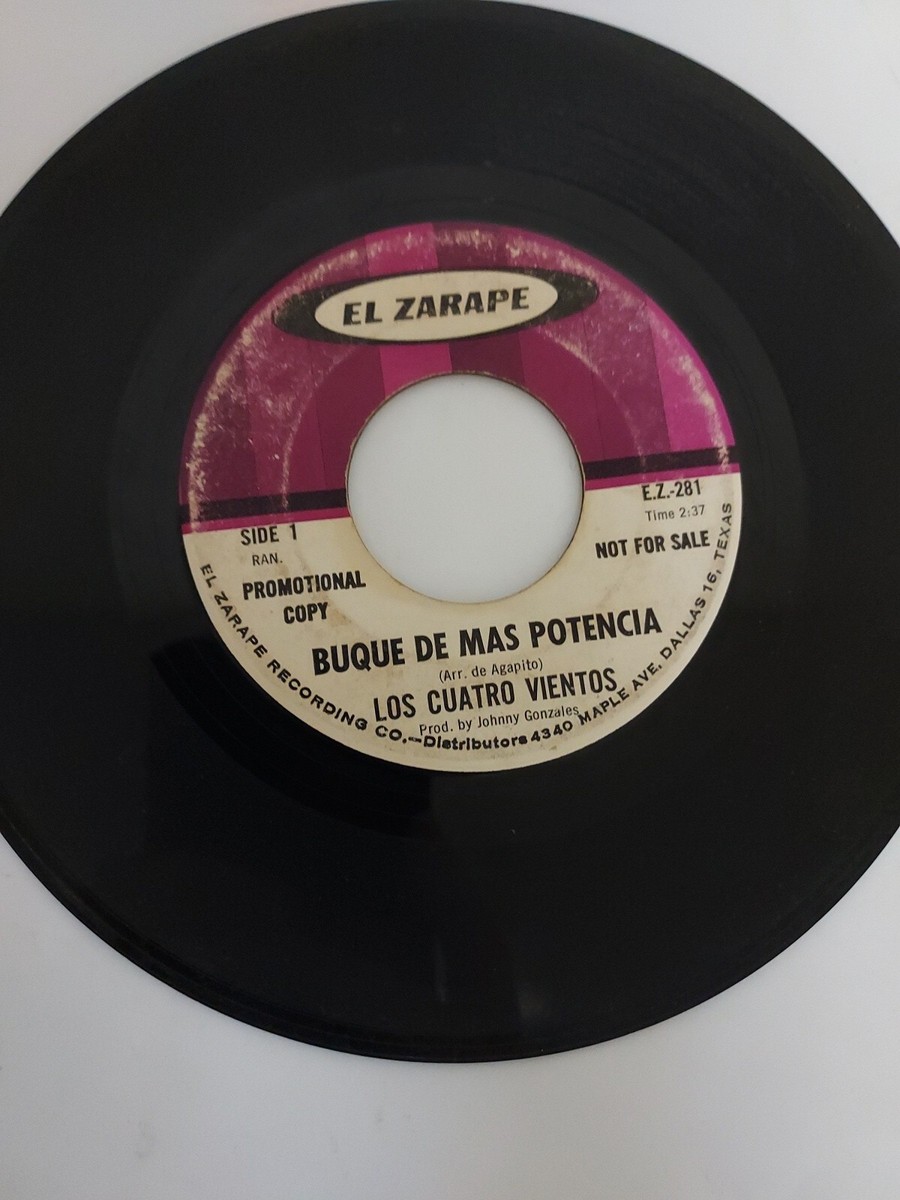 EL ZARAPE
SIDE 1
RAN.
PROMOTIONAL
COPY
E.Z.-281
Time 2:37
NOT FOR SALE
BUQUE DE MAS POTENCIA
(Arr. de Agapito)
LOS CUATRO VIENTOS
Prod. by Johnny Gonzales
EL ZARAPE RECORDING CO.—Distributors 4340 MAPLE AVE. DALLAS 16, TEXAS